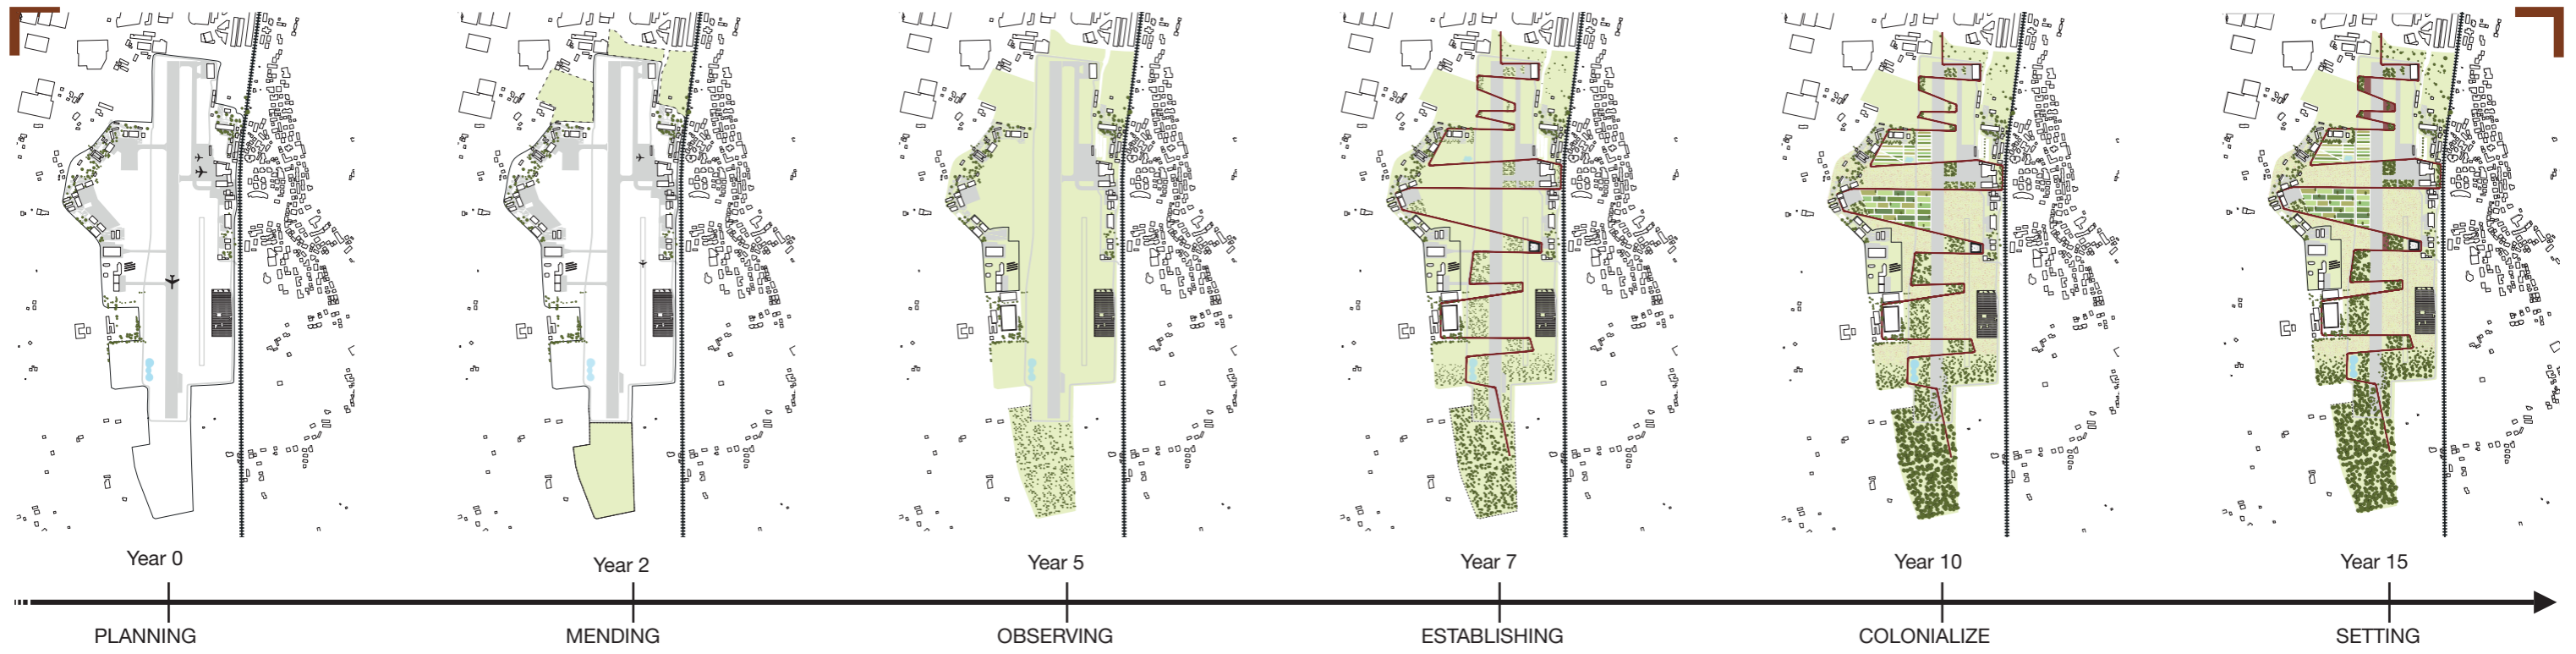 Year 0
Year 2
Year 5
Year 7
Year 10
Year 15
PLANNING
MENDING
OBSERVING
ESTABLISHING
COLONIALIZE
SETTING